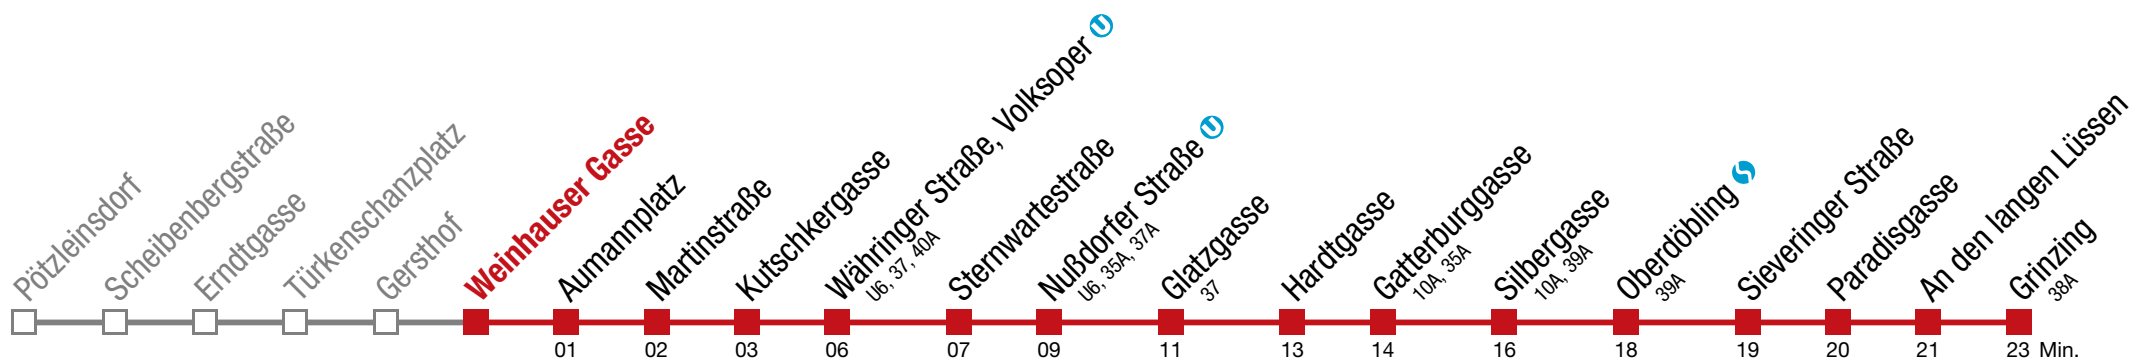 Pötzleinsdorf
Scheibenbergstraße
Erndtgasse
Türkenschanzplatz
Gersthof
Weinhauser Gasse
Aumannplatz
Martinstraße
Kutschkergasse
Währinger Straße, Volksoper U
U6, 37, 40A
Sternwartestraße
Nußdorfer Straße U
U6, 35A, 37A
Glatzgasse
37
Hardtgasse
Gatterburggasse
10A, 35A
Silbergasse
10A, 39A
Oberdöbling S
39A
Sieveringer Straße
Paradisgasse
An den langen Lüssen
Grinzing
38A
01 02 03 06 07 09 11 13 14 16 18 19 20 21 23 Min.